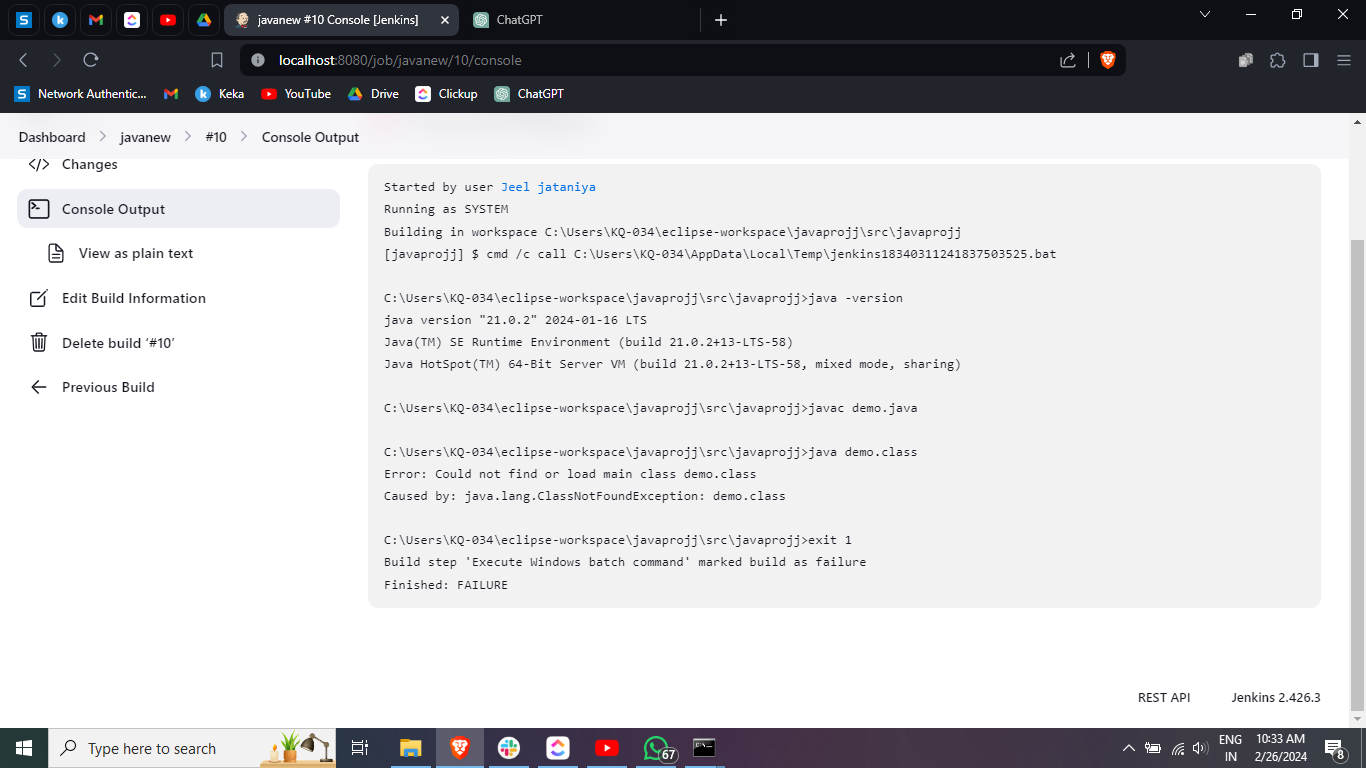 javanew #10 Console [Jenkins]
ChatGPT
localhost:8080/job/javanew/10/console
Network Authentic...
Keka
YouTube
Drive
Clickup
ChatGPT
Dashboard
javanew
#10
Console Output
Changes
Console Output
View as plain text
Edit Build Information
Delete build ‘#10’
Previous Build
Started by user Jeel jataniya
Running as SYSTEM
Building in workspace C:\Users\KQ-034\eclipse-workspace\javaprojj\src\javaprojj
[javaprojj] $ cmd /c call C:\Users\KQ-034\AppData\Local\Temp\jenkins18340311241837503525.bat
C:\Users\KQ-034\eclipse-workspace\javaprojj\src\javaprojj>java -version
java version "21.0.2" 2024-01-16 LTS
Java(TM) SE Runtime Environment (build 21.0.2+13-LTS-58)
Java HotSpot(TM) 64-Bit Server VM (build 21.0.2+13-LTS-58, mixed mode, sharing)
C:\Users\KQ-034\eclipse-workspace\javaprojj\src\javaprojj>javac demo.java
C:\Users\KQ-034\eclipse-workspace\javaprojj\src\javaprojj>java demo.class
Error: Could not find or load main class demo.class
Caused by: java.lang.ClassNotFoundException: demo.class
C:\Users\KQ-034\eclipse-workspace\javaprojj\src\javaprojj>exit 1
Build step 'Execute Windows batch command' marked build as failure
Finished: FAILURE
REST API
Jenkins 2.426.3
Type here to search
67
ENG
IN
10:33 AM
2/26/2024
8